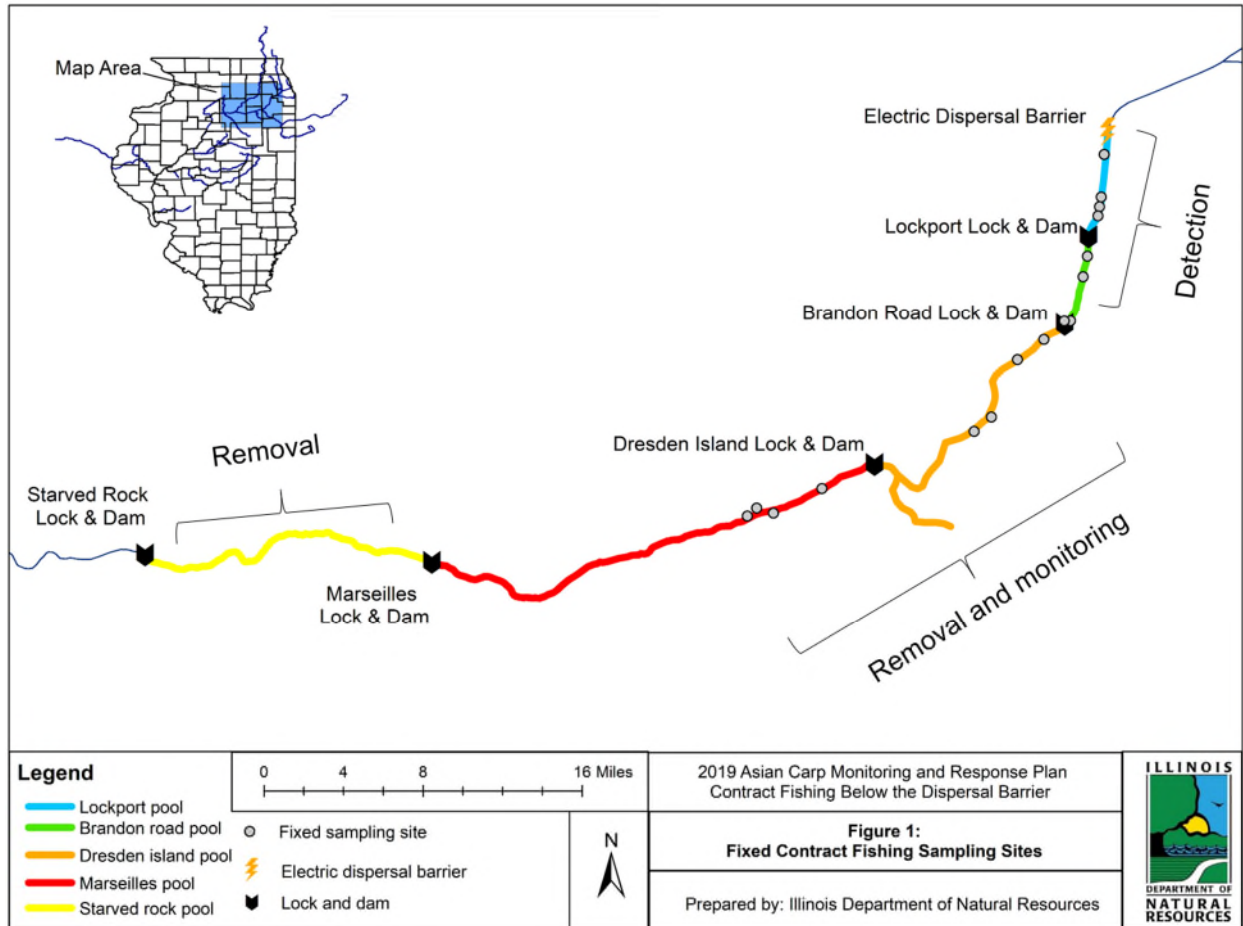 Map Area
Electric Dispersal Barrier
Lockport Lock & Dam
Detection
Brandon Road Lock & Dam
Dresden Island Lock & Dam
Removal
Starved Rock
Lock & Dam
Marseilles
Lock & Dam
Removal and monitoring
Legend
Lockport pool
Brandon road pool
Dresden island pool
Marseilles pool
Starved rock pool
0 4 8 16 Miles
Fixed sampling site
Electric dispersal barrier
Lock and dam
N
2019 Asian Carp Monitoring and Response Plan
Contract Fishing Below the Dispersal Barrier
Figure 1:
Fixed Contract Fishing Sampling Sites
Prepared by: Illinois Department of Natural Resources
ILLINOIS
DEPARTMENT OF
NATURAL
RESOURCES